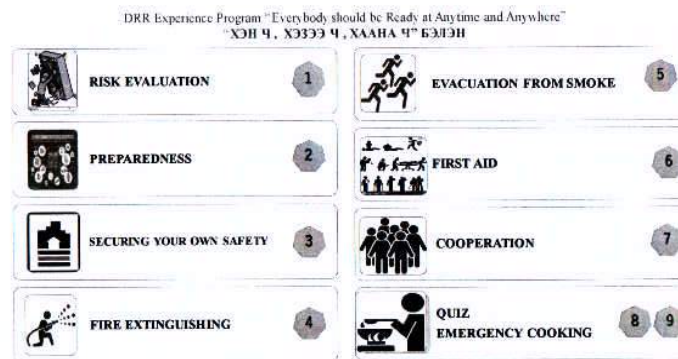 DRR Experience Program "Everybody should be Ready at Anytime and Anywhere"
"ХЭН Ч, ХЭЗЭЭ Ч, ХААНА Ч" БЭЛЭН
RISK EVALUATION 1
PREPAREDNESS 2
SECURING YOUR OWN SAFETY 3
FIRE EXTINGUISHING 4
EVACUATION FROM SMOKE 5
FIRST AID 6
COOPERATION 7
QUIZ
EMERGENCY COOKING 8 9